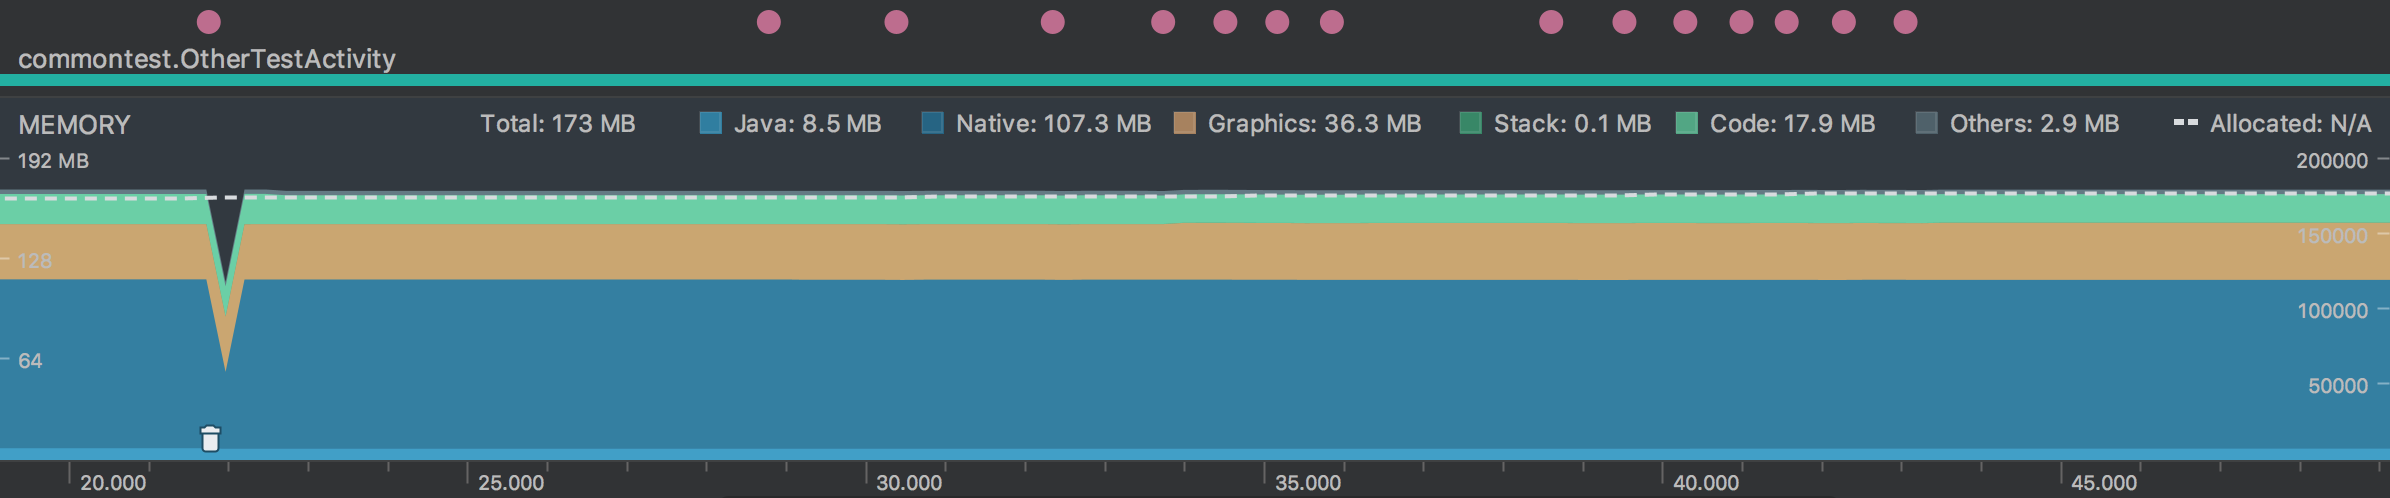 commontest.OtherTestActivity
MEMORY Total: 173 MB Java: 8.5 MB Native: 107.3 MB Graphics: 36.3 MB Stack: 0.1 MB Code: 17.9 MB Others: 2.9 MB Allocated: N/A
192 MB 200000
150000
128
100000
64
50000
20.000 25.000 30.000 35.000 40.000 45.000